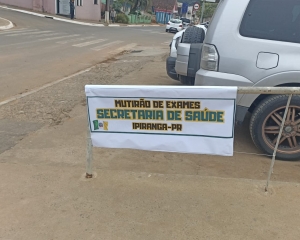 MUTIRÃO DE EXAMES
SECRETARIA DE SAÚDE
IPIRANGA-PR